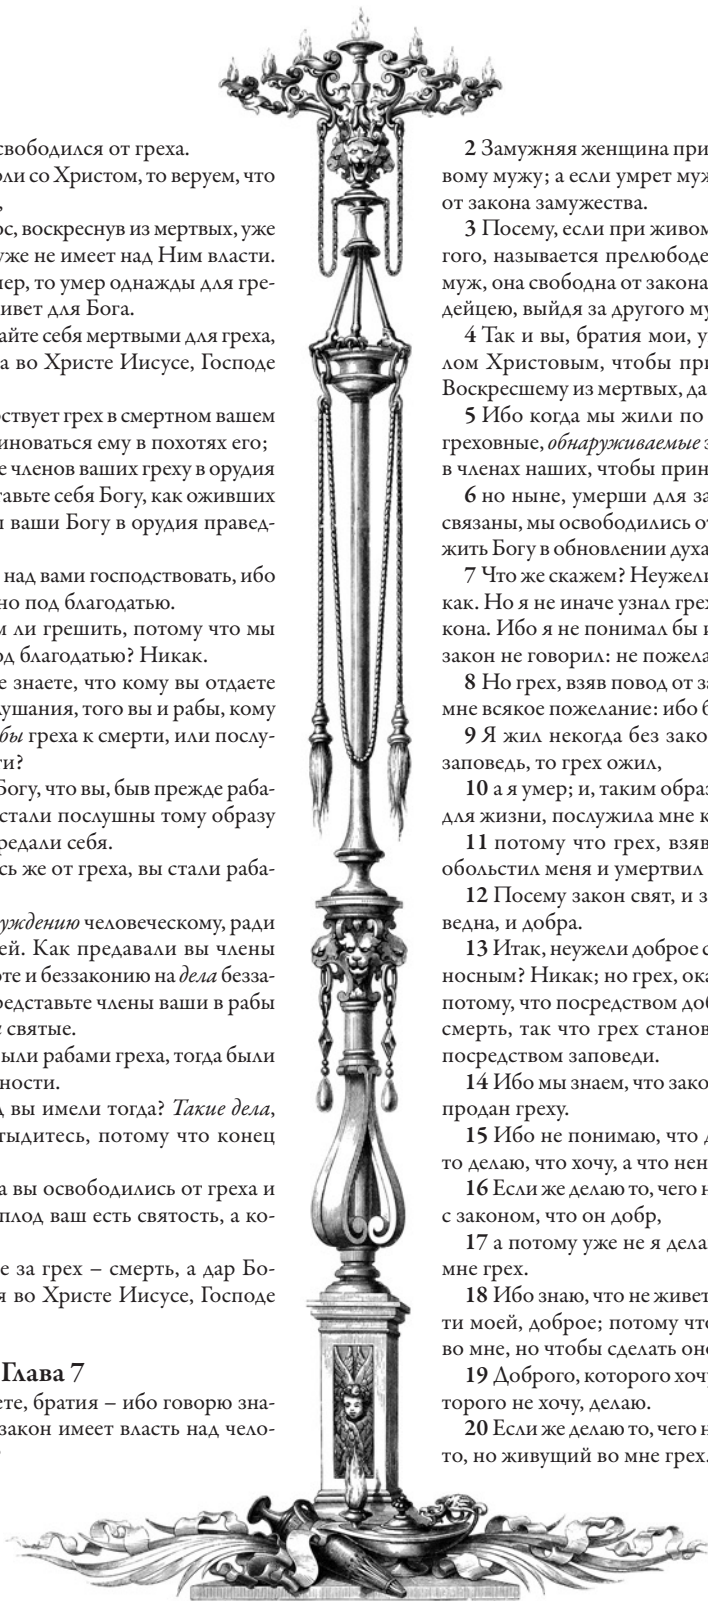 свободился от греха.
ли со Христом, то веруем, что
,
ос, воскреснув из мертвых, уже
уже не имеет над Ним власти.
мер, то умер однажды для гре-
ивет для Бога.
айте себя мертвыми для греха,
а во Христе Иисусе, Господе
рствует грех в смертном вашем
иноваться ему в похотях его;
е членов ваших греху в орудия
тавьте себя Богу, как оживших
ы ваши Богу в орудия правед-
над вами господствовать, ибо
но под благодатью.
м ли грешить, потому что мы
од благодатью? Никак.
е знаете, что кому вы отдаете
лушания, того вы и рабы, кому
бы греха к смерти, или послу-
ти?
Богу, что вы, быв прежде раба-
стали послушны тому образу
редали себя.
сь же от греха, вы стали раба-
уждению человеческому, ради
ей. Как предавали вы члены
оте и беззаконию на дела безза-
редставьте члены ваши в рабы
святые.
были рабами греха, тогда были
ности.
д вы имели тогда? Такие дела,
тыдитесь, потому что конец
а вы освободились от греха и
плод ваш есть святость, а ко-
е за грех – смерть, а дар Бо-
я во Христе Иисусе, Господе
Глава 7
ете, братия – ибо говорю зна-
закон имеет власть над чело-
2 Замужняя женщина при
вому мужу; а если умрет муж
от закона замужества.
3 Посему, если при живом
гого, называется прелюбоде
муж, она свободна от закона
дейцею, выйдя за другого му
4 Так и вы, братия мои, у
лом Христовым, чтобы при
Воскресшему из мертвых, да
5 Ибо когда мы жили по
греховные, обнаруживаемые з
в членах наших, чтобы прин
6 но ныне, умерши для за
связаны, мы освободились от
жить Богу в обновлении духа
7 Что же скажем? Неужели
как. Но я не иначе узнал грех
кона. Ибо я не понимал бы и
закон не говорил: не пожела
8 Но грех, взяв повод от за
мне всякое пожелание: ибо б
9 Я жил некогда без зако
заповедь, то грех ожил,
10 а я умер; и, таким образ
для жизни, послужила мне к
11 потому что грех, взяв
обольстил меня и умертвил
12 Посему закон свят, и з
ведна, и добра.
13 Итак, неужели доброе с
носным? Никак; но грех, ока
потому, что посредством доб
смерть, так что грех станов
посредством заповеди.
14 Ибо мы знаем, что зако
продан греху.
15 Ибо не понимаю, что д
то делаю, что хочу, а что нен
16 Если же делаю то, чего н
с законом, что он добр,
17 а потому уже не я дела
мне грех.
18 Ибо знаю, что не живет
ти моей, доброе; потому что
во мне, но чтобы сделать оно
19 Доброго, которого хочу
торого не хочу, делаю.
20 Если же делаю то, чего н
то, но живущий во мне грех.